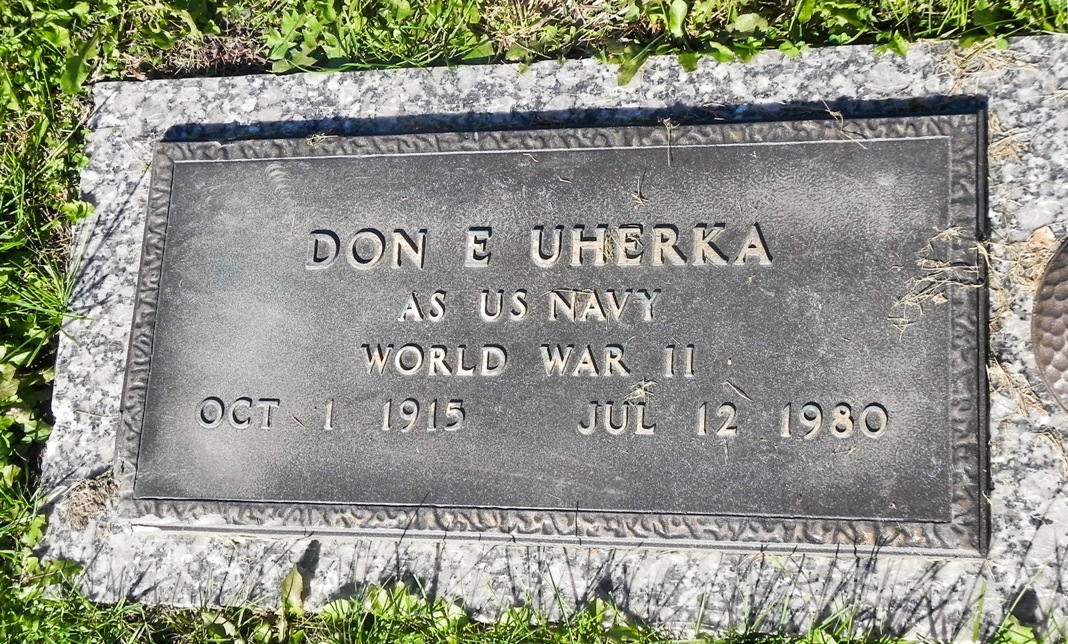 DON E UHERKA
AS US NAVY
WORLD WAR II
OCT 1 1915 JUL 12 1980